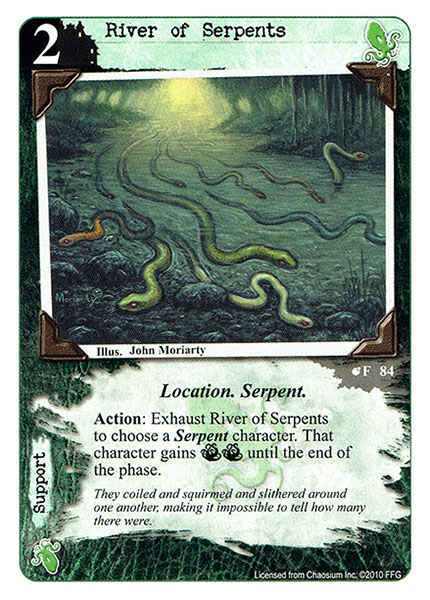 2
River of Serpents
Moriarty
Illus. John Moriarty
F 84
Location. Serpent.
Action: Exhaust River of Serpents
to choose a Serpent character. That
character gains until the end of
the phase.
They coiled and squirmed and slithered around
one another, making it impossible to tell how many
there were.
Support
Licensed from Chaosium Inc. ©2010 FFG